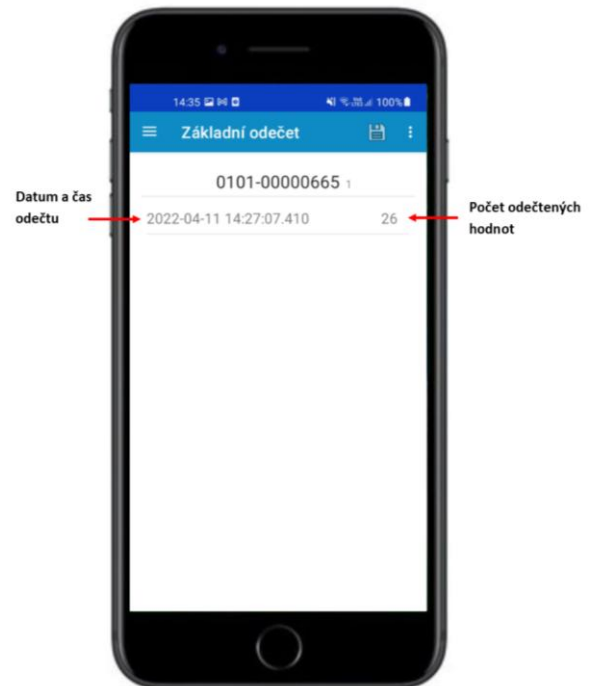 14:35 100%
Základní odečet
0101-00000665 1
Datum a čas
odečtu
2022-04-11 14:27:07.410 26
Počet odečtených
hodnot